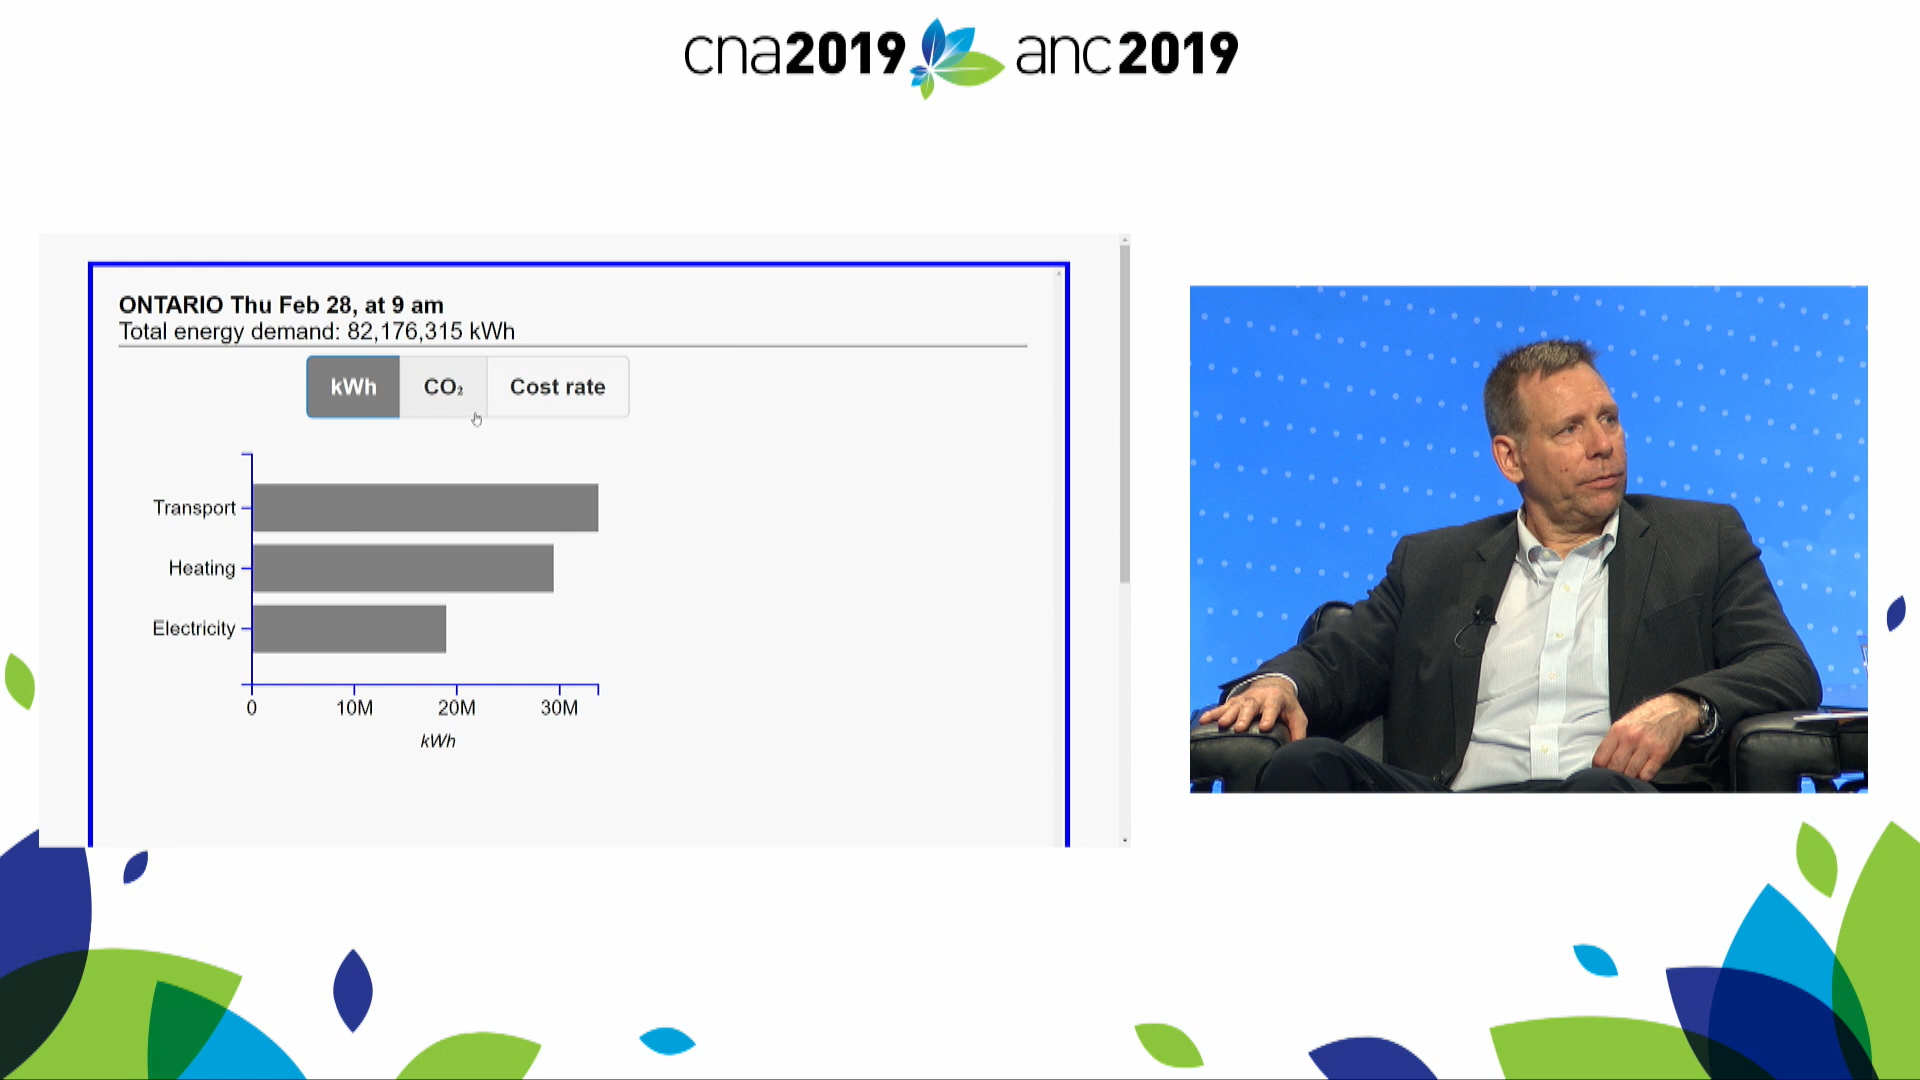 cna2019 anc2019
ONTARIO Thu Feb 28, at 9 am
Total energy demand: 82,176,315 kWh
kWh CO₂ Cost rate
Transport
Heating
Electricity
0 10M 20M 30M
kWh